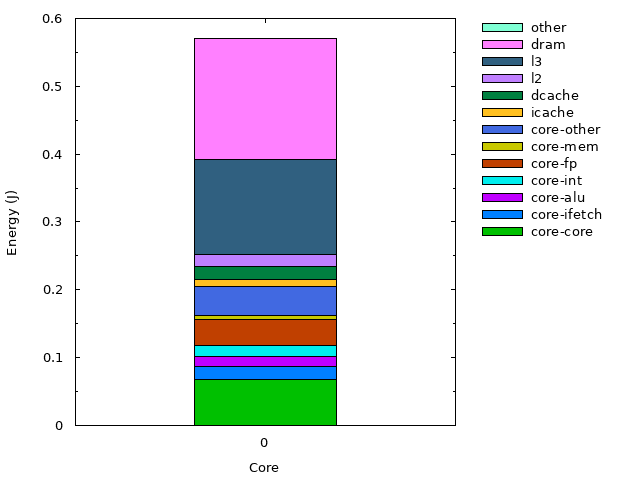 0.6
0.5
0.4
0.3
0.2
0.1
0
Energy (J)
0
Core
other
dram
l3
l2
dcache
icache
core-other
core-mem
core-fp
core-int
core-alu
core-ifetch
core-core